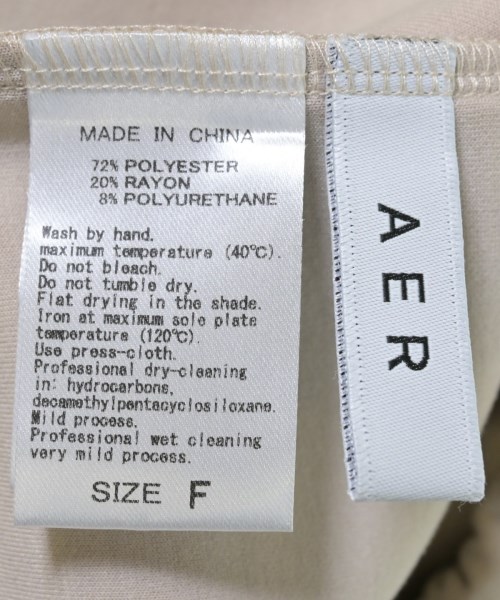 MADE IN CHINA
72% POLYESTER
20% RAYON
8% POLYURETHANE
Wash by hand.
maximum temperature (40℃).
Do not bleach.
Do not tumble dry.
Flat drying in the shade.
Iron at maximum sole plate
temperature (120℃).
Use press-cloth.
Professional dry-cleaning
in: hydrocarbons,
decamethylpentacyclosiloxane.
Mild process.
Professional wet cleaning
very mild process.
SIZE F
AER